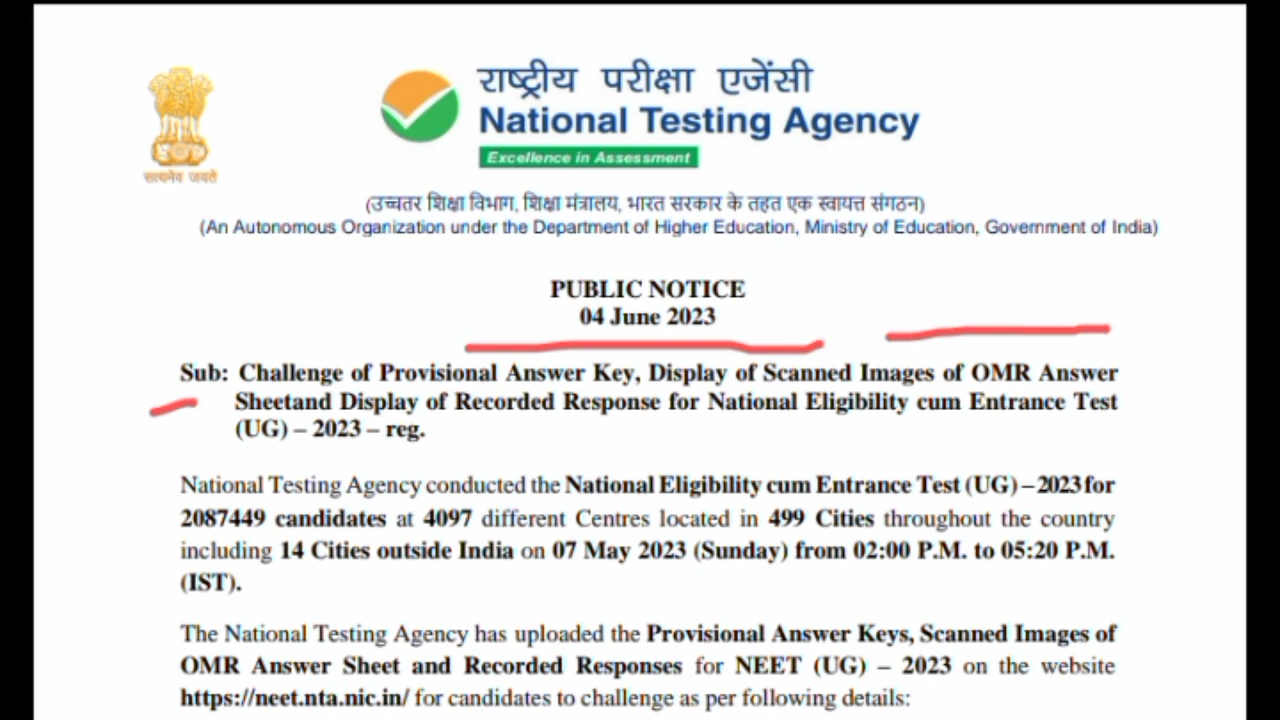 सत्यमेव जयते
राष्ट्रीय परीक्षा एजेंसी
National Testing Agency
Excellence in Assessment
(उच्चतर शिक्षा विभाग, शिक्षा मंत्रालय, भारत सरकार के तहत एक स्वायत्त संगठन)
(An Autonomous Organization under the Department of Higher Education, Ministry of Education, Government of India)
PUBLIC NOTICE
04 June 2023
Sub: Challenge of Provisional Answer Key, Display of Scanned Images of OMR Answer
Sheetand Display of Recorded Response for National Eligibility cum Entrance Test
(UG) – 2023 – reg.
National Testing Agency conducted the National Eligibility cum Entrance Test (UG) – 2023 for
2087449 candidates at 4097 different Centres located in 499 Cities throughout the country
including 14 Cities outside India on 07 May 2023 (Sunday) from 02:00 P.M. to 05:20 P.M.
(IST).
The National Testing Agency has uploaded the Provisional Answer Keys, Scanned Images of
OMR Answer Sheet and Recorded Responses for NEET (UG) – 2023 on the website
https://neet.nta.nic.in/ for candidates to challenge as per following details: